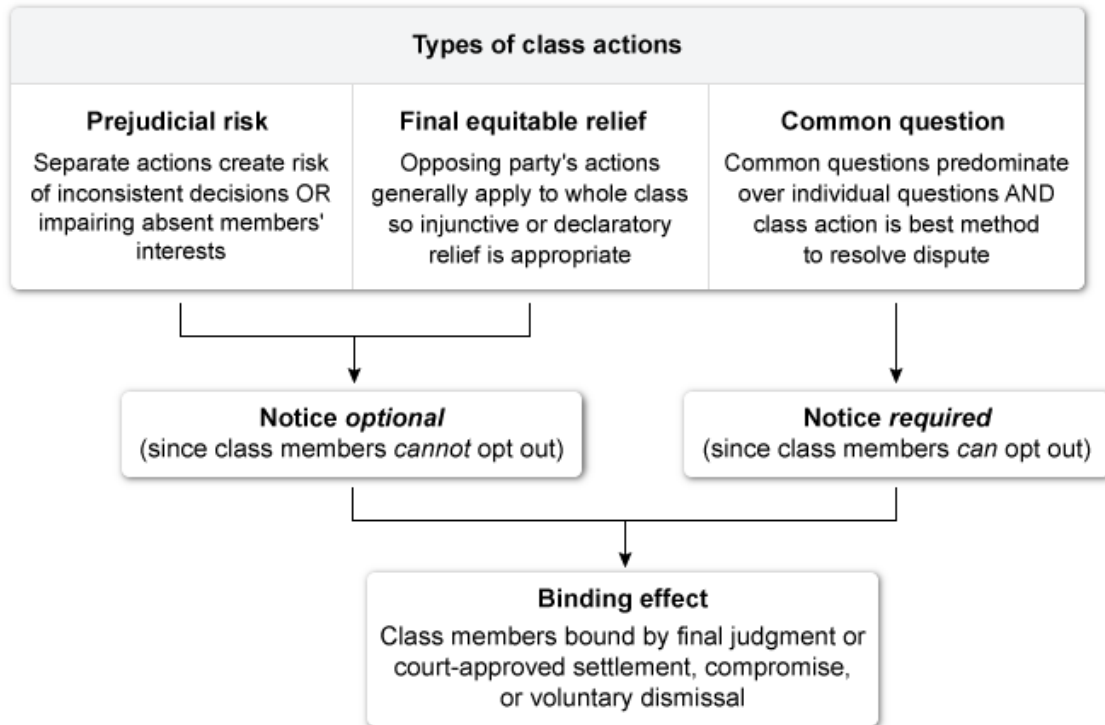 Types of class actions
Prejudicial risk
Separate actions create risk
of inconsistent decisions OR
impairing absent members'
interests
Final equitable relief
Opposing party's actions
generally apply to whole class
so injunctive or declaratory
relief is appropriate
Common question
Common questions predominate
over individual questions AND
class action is best method
to resolve dispute
Notice optional
(since class members cannot opt out)
Notice required
(since class members can opt out)
Binding effect
Class members bound by final judgment or
court-approved settlement, compromise,
or voluntary dismissal